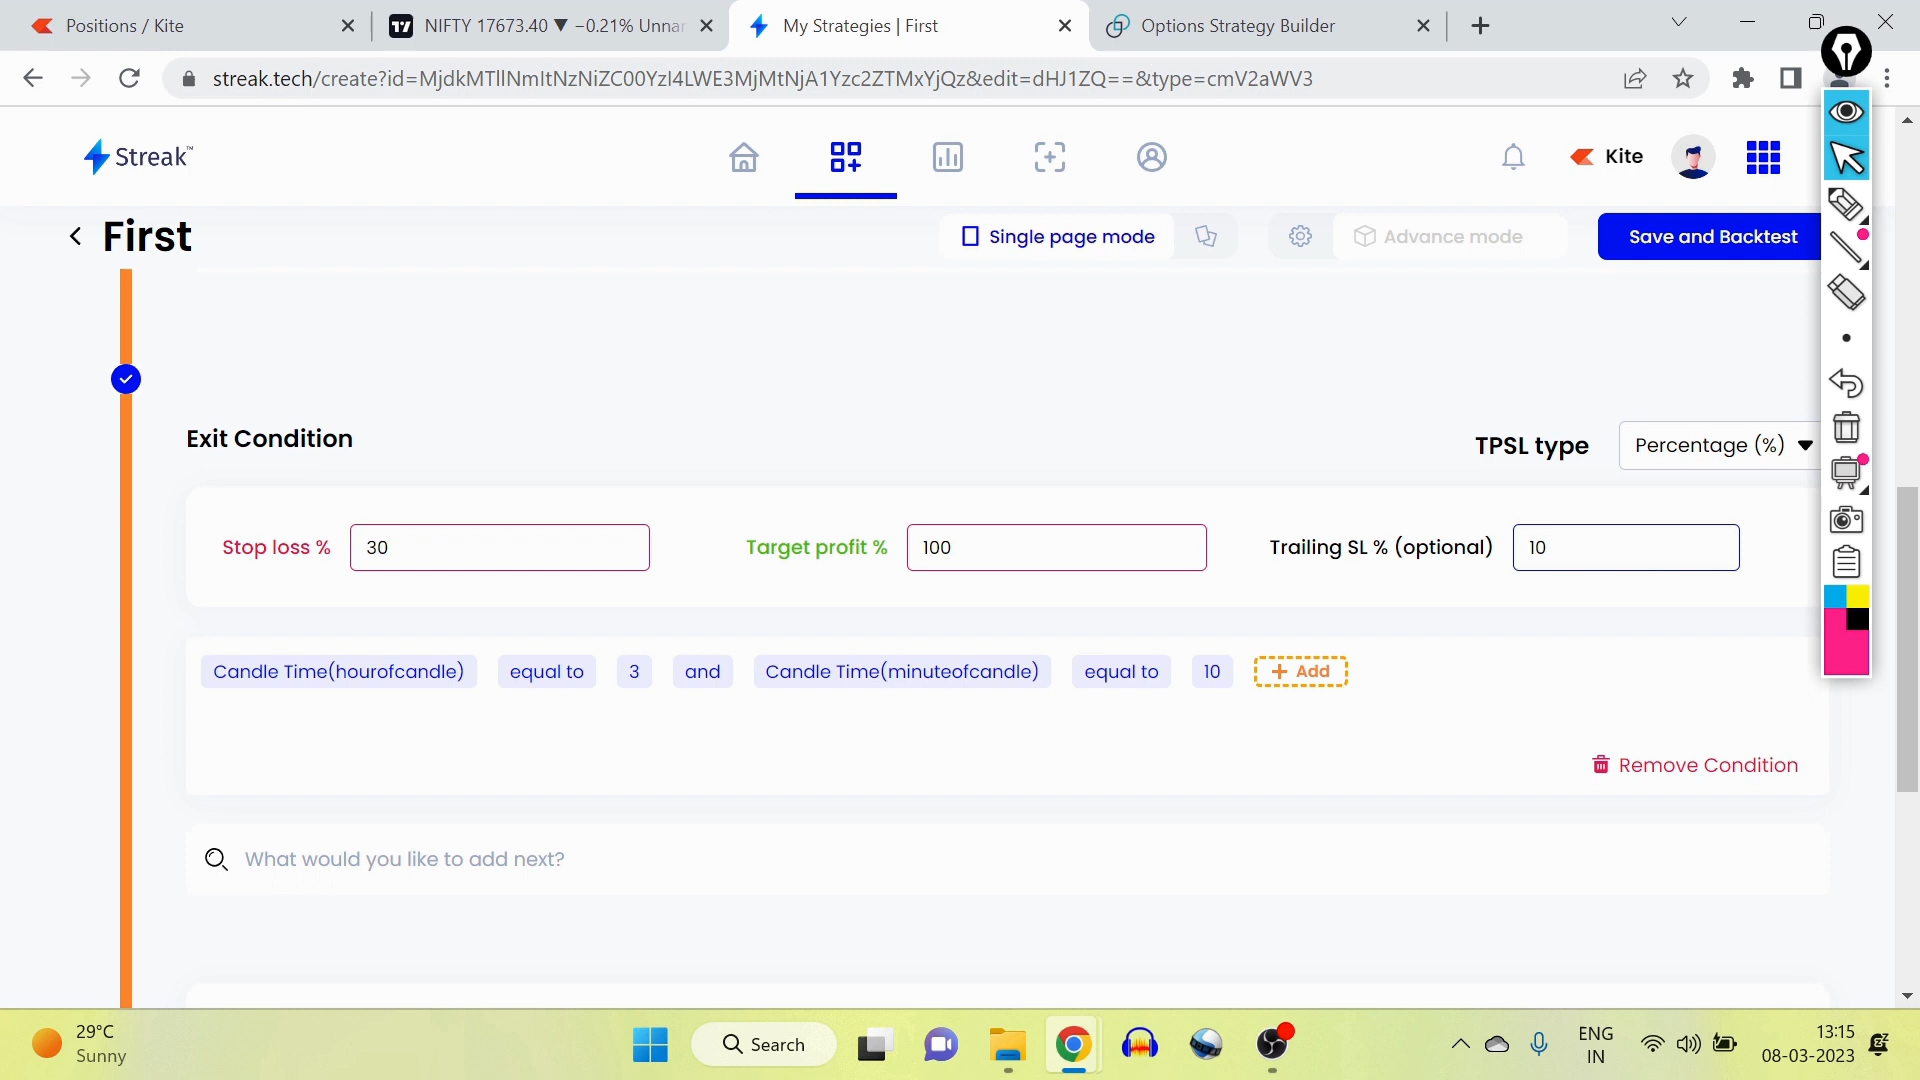 Positions / Kite
NIFTY 17673.40 ▼ −0.21% Unnar
My Strategies | First
Options Strategy Builder
streak.tech/create?id=MjdkMTllNmItNzNiZC00YzI4LWE3MjMtNjA1Yzc2ZTMxYjQz&edit=dHJ1ZQ==&type=cmV2aWV3
Streak™
Kite
First
Single page mode
Advance mode
Save and Backtest
Exit Condition
TPSL type
Percentage (%)
Stop loss %
30
Target profit %
100
Trailing SL % (optional)
10
Candle Time(hourofcandle) equal to 3 and Candle Time(minuteofcandle) equal to 10 + Add
Remove Condition
What would you like to add next?
29°C
Sunny
Search
ENG
IN
13:15
08-03-2023